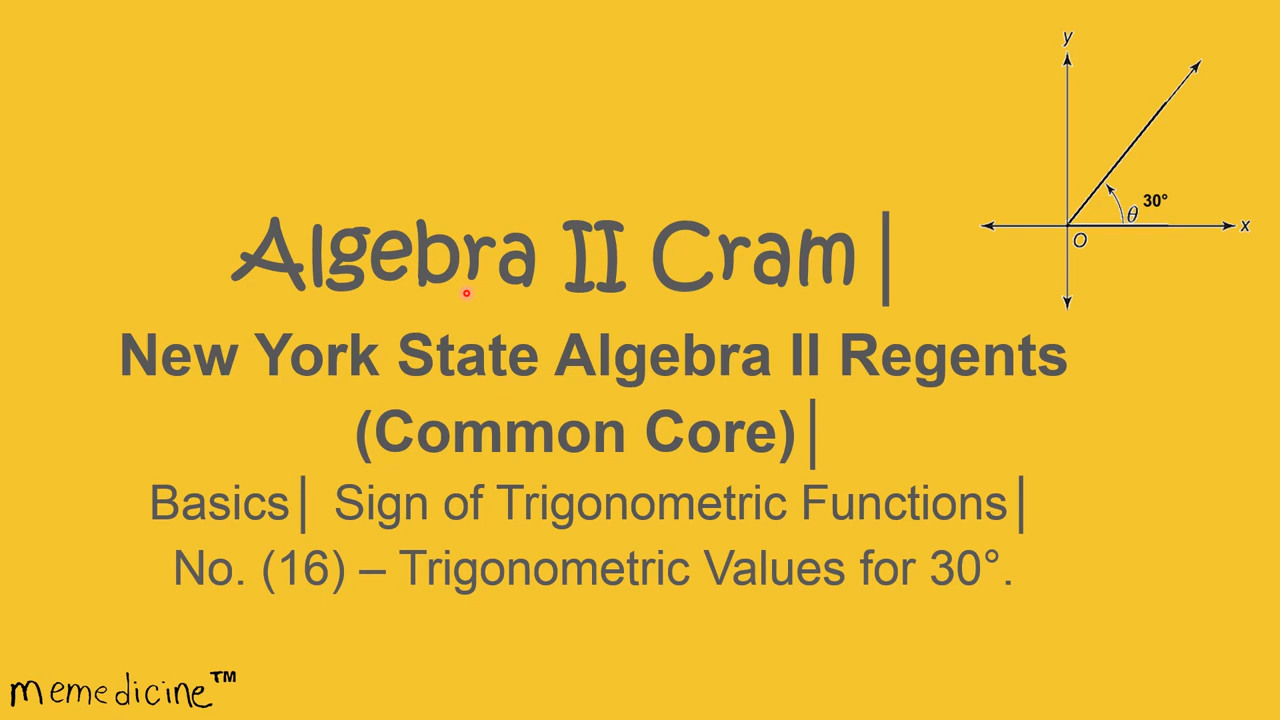 y
30°
θ
x
O
Algebra II Cram|
New York State Algebra II Regents
(Common Core)|
Basics| Sign of Trigonometric Functions|
No. (16) – Trigonometric Values for 30°.
memedicine™